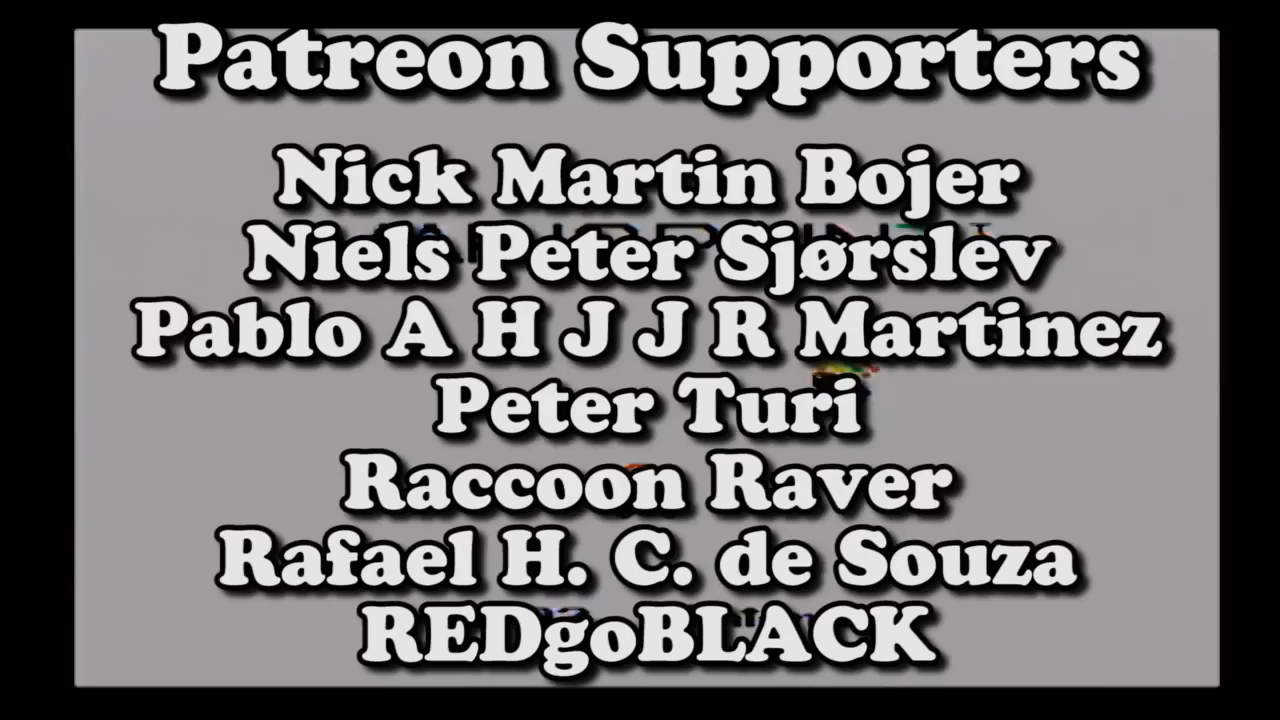 Patreon Supporters
Nick Martin Bojer
Niels Peter Sjørslev
Pablo A H J J R Martinez
Peter Turi
Raccoon Raver
Rafael H. C. de Souza
REDgoBLACK